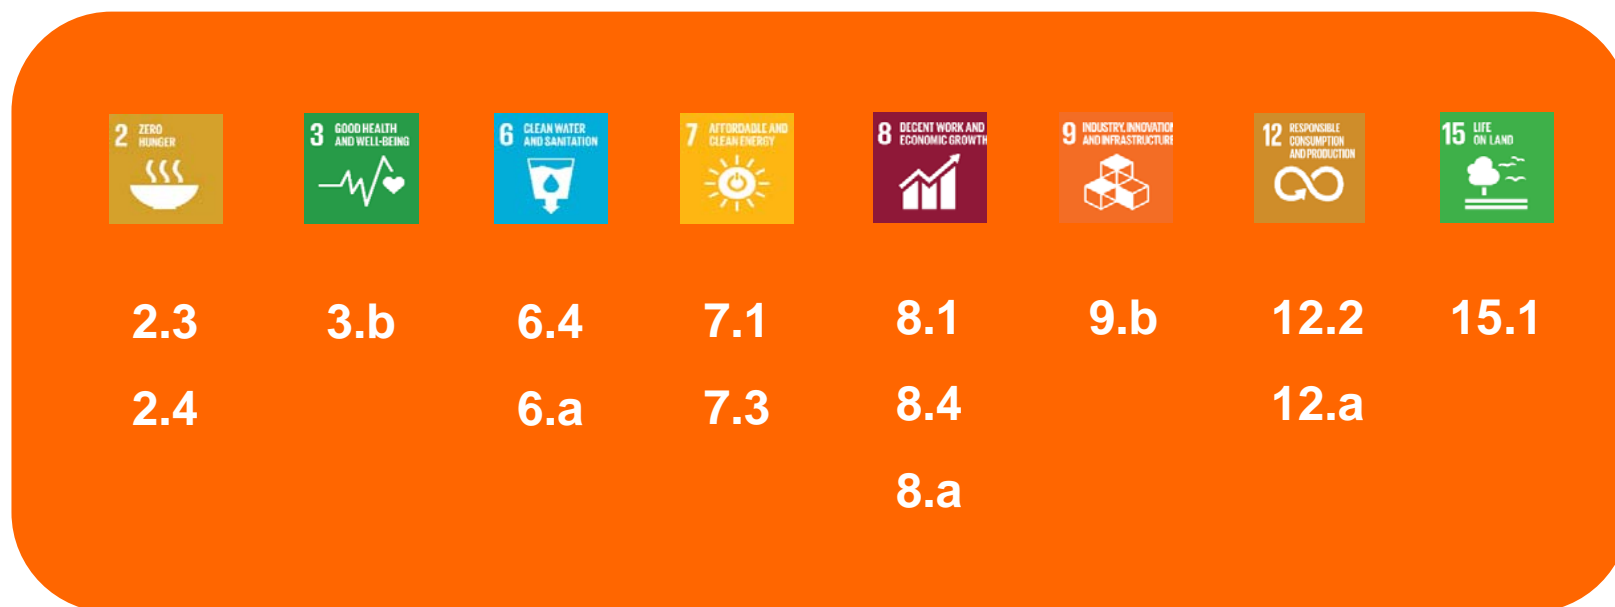 2 ZERO
HUNGER
3 GOOD HEALTH
AND WELL-BEING
6 CLEAN WATER
AND SANITATION
7 AFFORDABLE AND
CLEAN ENERGY
8 DECENT WORK AND
ECONOMIC GROWTH
9 INDUSTRY, INNOVATION
AND INFRASTRUCTURE
12 RESPONSIBLE
CONSUMPTION
AND PRODUCTION
15 LIFE
ON LAND
2.3 3.b 6.4 7.1 8.1 9.b 12.2 15.1
2.4 6.a 7.3 8.4 12.a
8.a